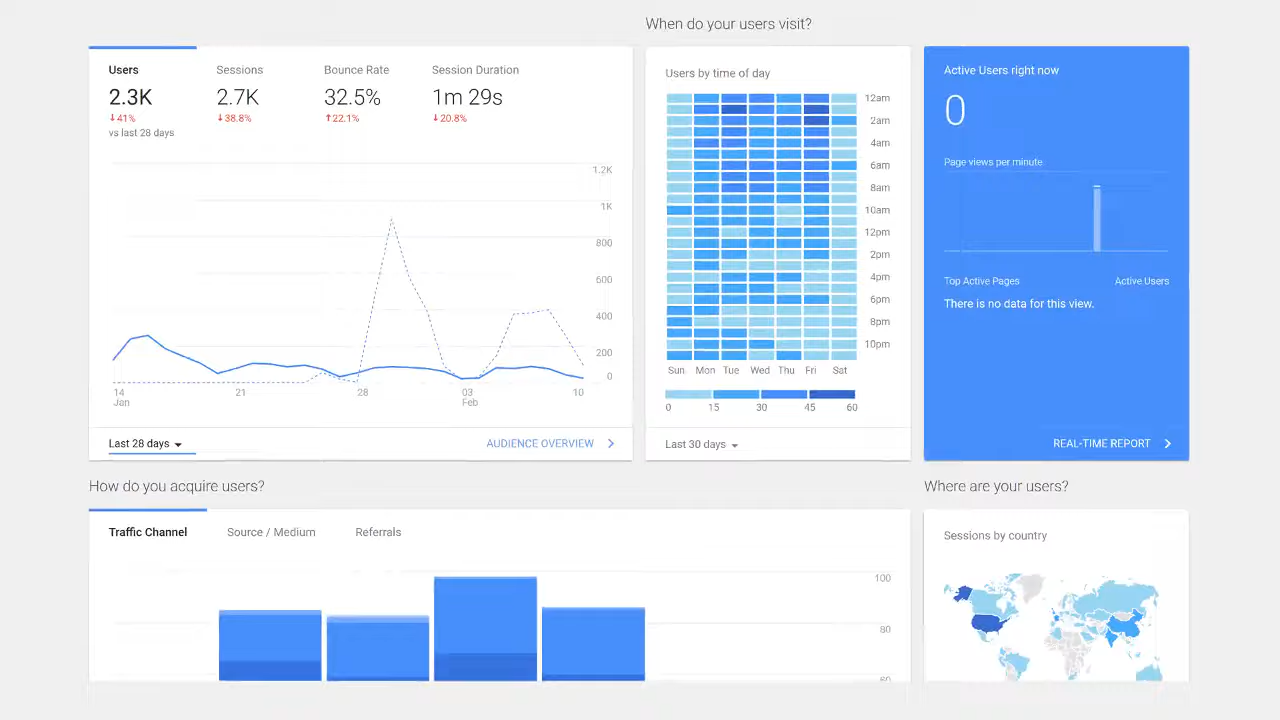 When do your users visit?
Users
Sessions
Bounce Rate
Session Duration
2.3K
2.7K
32.5%
1m 29s
↓41%
↓38.8%
↑22.1%
↓20.8%
vs last 28 days
1.2K
1K
800
600
400
200
0
14
Jan
21
28
03
Feb
10
Last 28 days
AUDIENCE OVERVIEW
Users by time of day
12am
2am
4am
6am
8am
10am
12pm
2pm
4pm
6pm
8pm
10pm
Sun Mon Tue Wed Thu Fri Sat
0 15 30 45 60
Last 30 days
Active Users right now
0
Page views per minute
Top Active Pages
Active Users
There is no data for this view.
REAL-TIME REPORT
How do you acquire users?
Traffic Channel
Source / Medium
Referrals
100
80
60
Where are your users?
Sessions by country